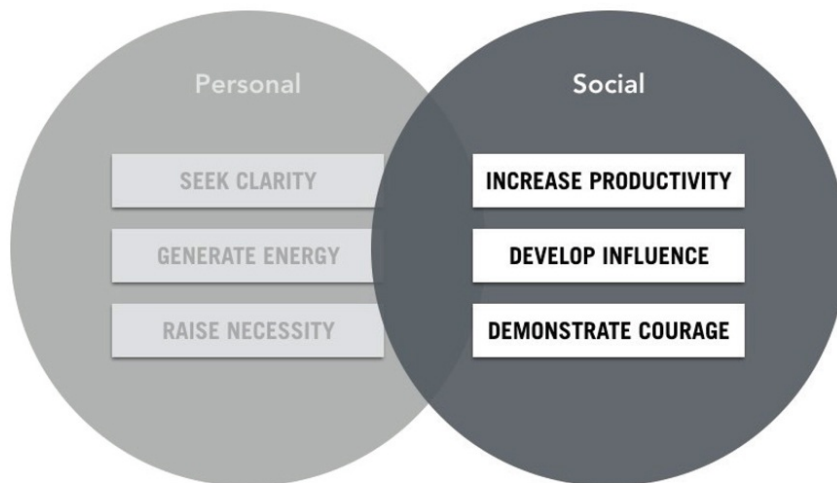 Personal
SEEK CLARITY
GENERATE ENERGY
RAISE NECESSITY
Social
INCREASE PRODUCTIVITY
DEVELOP INFLUENCE
DEMONSTRATE COURAGE